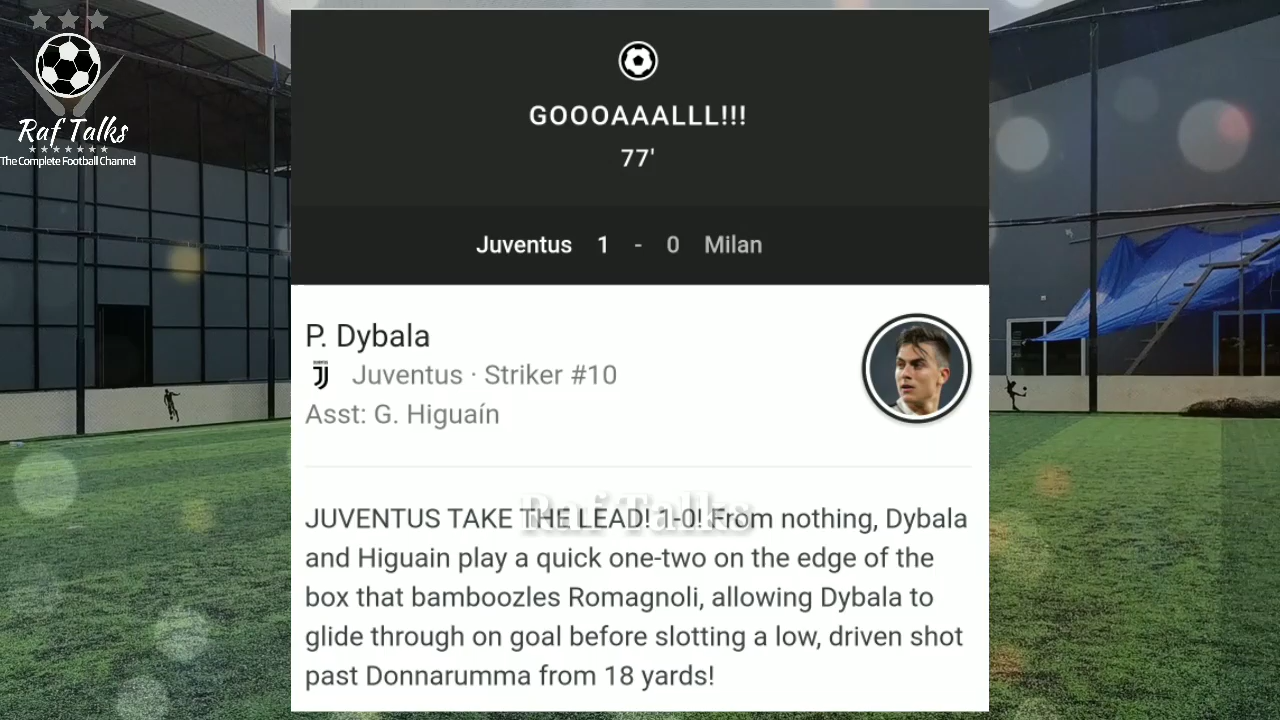 Raf Talks
The Complete Football Channel
GOOOAAALLL!!!
77'
Juventus 1 - 0 Milan
P. Dybala
JUVENTUS
Juventus · Striker #10
Asst: G. Higuaín
Raf Talks
JUVENTUS TAKE THE LEAD! 1-0! From nothing, Dybala
and Higuain play a quick one-two on the edge of the
box that bamboozles Romagnoli, allowing Dybala to
glide through on goal before slotting a low, driven shot
past Donnarumma from 18 yards!